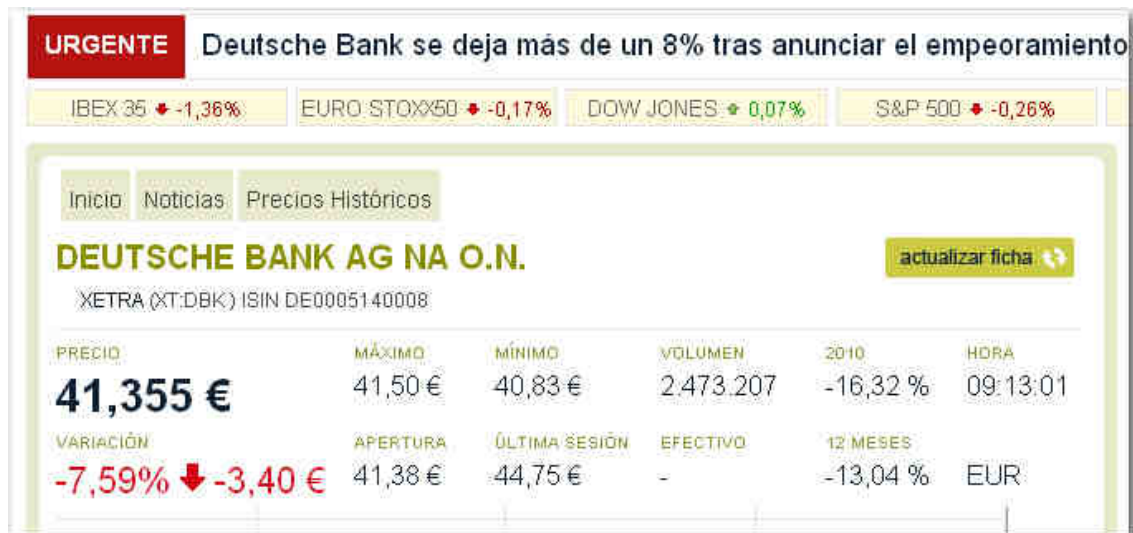 URGENTE Deutsche Bank se deja más de un 8% tras anunciar el empeoramiento
IBEX 35 -1,36% EURO STOXX50 -0,17% DOW JONES 0,07% S&P 500 -0,26%
Inicio Noticias Precios Históricos
DEUTSCHE BANK AG NA O.N. actualizar ficha
XETRA (XT:DBK) ISIN DE0005140008
PRECIO MÁXIMO MÍNIMO VOLUMEN 2010 HORA
41,355 € 41,50 € 40,83 € 2.473.207 -16,32 % 09:13:01
VARIACIÓN APERTURA ÚLTIMA SESIÓN EFECTIVO 12 MESES
-7,59% -3,40 € 41,38 € 44,75 € - -13,04 % EUR